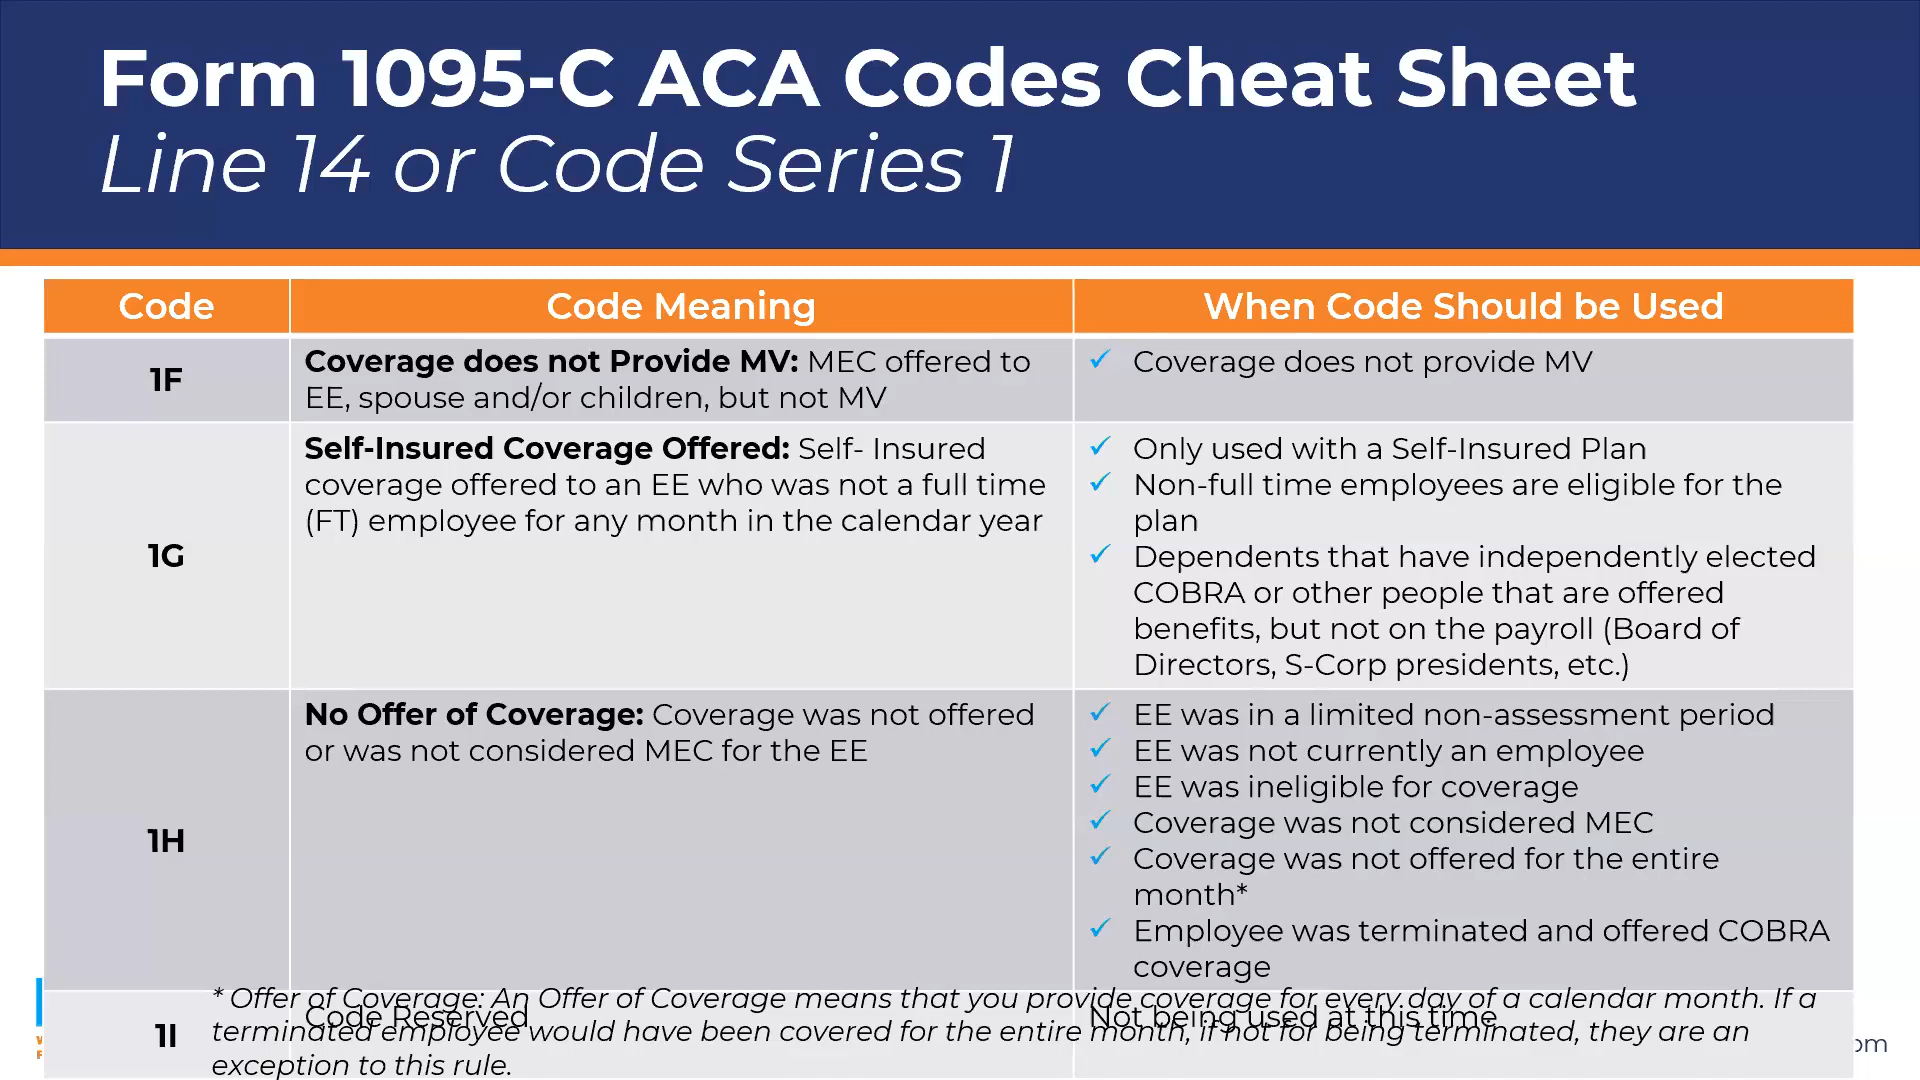 Form 1095-C ACA Codes Cheat Sheet
Line 14 or Code Series 1
Code
Code Meaning
When Code Should be Used
1F
Coverage does not Provide MV: MEC offered to
EE, spouse and/or children, but not MV
Coverage does not provide MV
1G
Self-Insured Coverage Offered: Self- Insured
coverage offered to an EE who was not a full time
(FT) employee for any month in the calendar year
Only used with a Self-Insured Plan
Non-full time employees are eligible for the
plan
Dependents that have independently elected
COBRA or other people that are offered
benefits, but not on the payroll (Board of
Directors, S-Corp presidents, etc.)
1H
No Offer of Coverage: Coverage was not offered
or was not considered MEC for the EE
EE was in a limited non-assessment period
EE was not currently an employee
EE was ineligible for coverage
Coverage was not considered MEC
Coverage was not offered for the entire
month*
Employee was terminated and offered COBRA
coverage
1I
Code Reserved
Not being used at this time
* Offer of Coverage: An Offer of Coverage means that you provide coverage for every day of a calendar month. If a
terminated employee would have been covered for the entire month, if not for being terminated, they are an
exception to this rule.